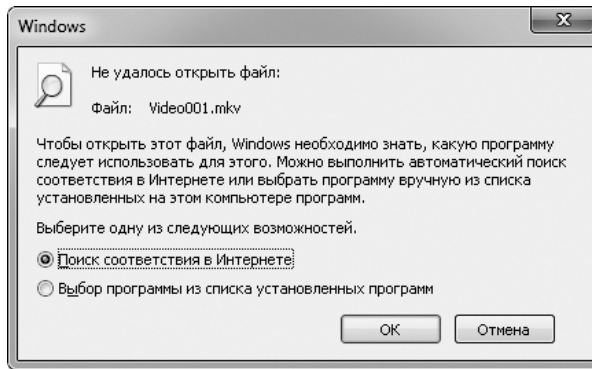 Windows
Не удалось открыть файл:
Файл: Video001.mkv
Чтобы открыть этот файл, Windows необходимо знать, какую программу
следует использовать для этого. Можно выполнить автоматический поиск
соответствия в Интернете или выбрать программу вручную из списка
установленных на этом компьютере программ.
Выберите одну из следующих возможностей.
Поиск соответствия в Интернете
Выбор программы из списка установленных программ
ОК Отмена